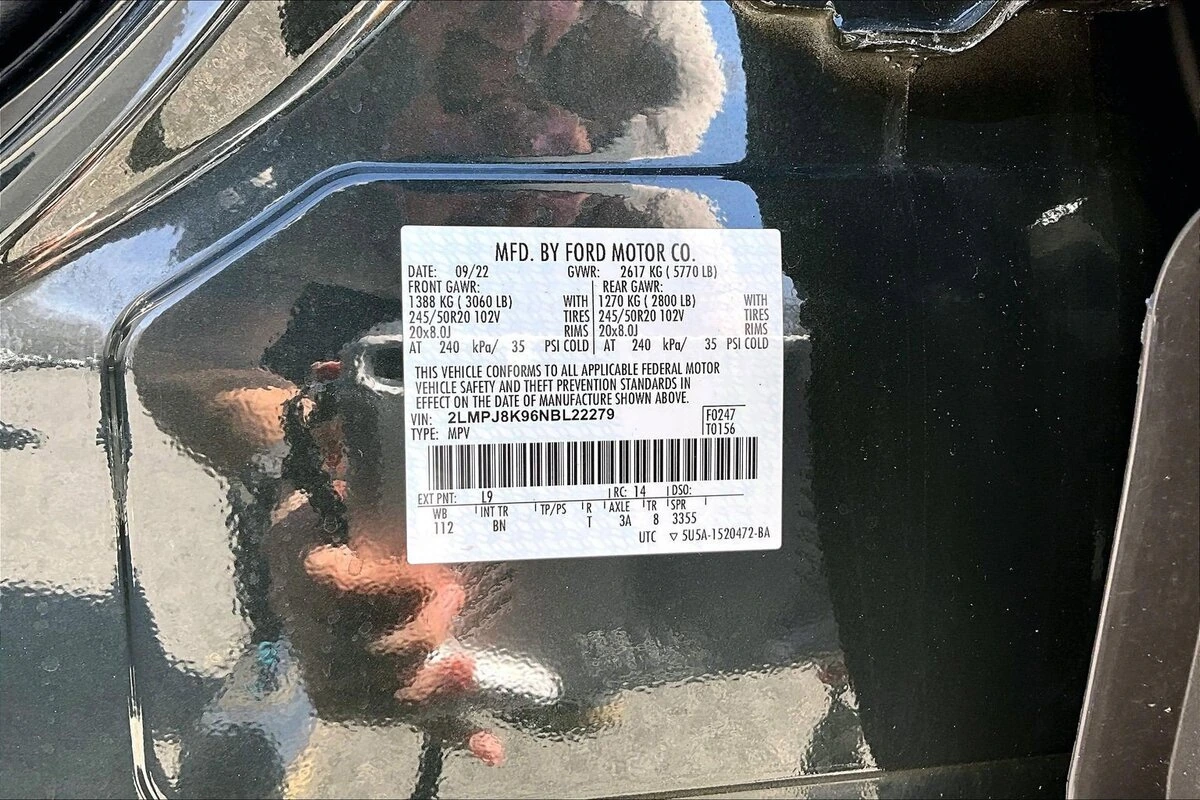 MFD. BY FORD MOTOR CO.
DATE: 09/22 GVWR: 2617 KG ( 5770 LB)
FRONT GAWR: REAR GAWR:
1388 KG ( 3060 LB) WITH 1270 KG ( 2800 LB) WITH
245/50R20 102V TIRES 245/50R20 102V TIRES
20x8.0J RIMS 20x8.0J RIMS
AT 240 kPa/ 35 PSI COLD AT 240 kPa/ 35 PSI COLD
THIS VEHICLE CONFORMS TO ALL APPLICABLE FEDERAL MOTOR
VEHICLE SAFETY AND THEFT PREVENTION STANDARDS IN
EFFECT ON THE DATE OF MANUFACTURE SHOWN ABOVE.
VIN: 2LMPJ8K96NBL22279 F0247
TYPE: MPV T0156
EXT PNT: L9 RC: 14 DSO:
WB INT TR TP/PS R AXLE TR SPR
112 BN T 3A 8 3355
UTC ▽ 5U5A-1520472-BA